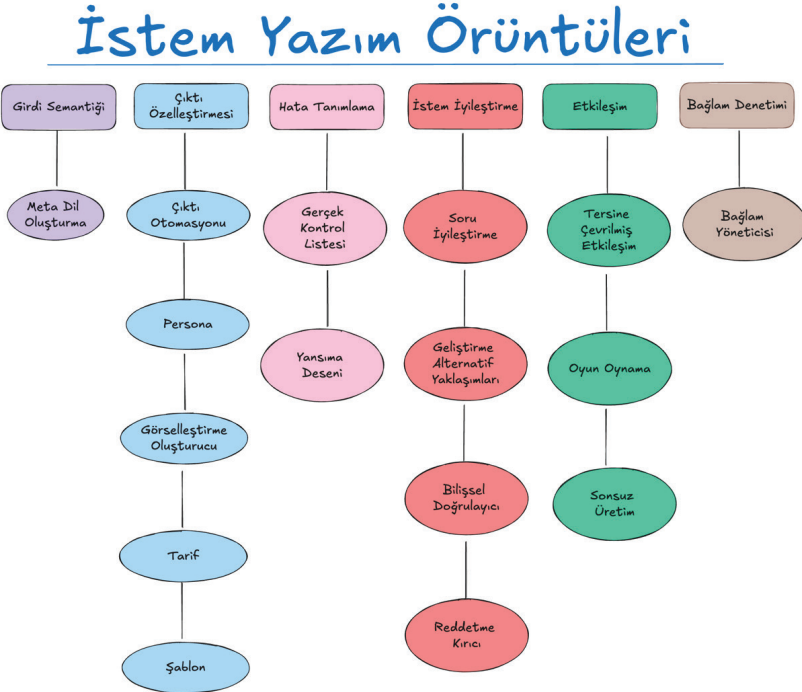 İstem Yazım Örüntüleri
Girdi Semantiği
Meta Dil
Oluşturma
Çıktı
Özelleştirmesi
Çıktı
Otomasyonu
Persona
Görselleştirme
Oluşturucu
Tarif
Şablon
Hata Tanımlama
Gerçek
Kontrol
Listesi
Yansıma
Deseni
İstem İyileştirme
Soru
İyileştirme
Geliştirme
Alternatif
Yaklaşımları
Bilişsel
Doğrulayıcı
Reddetme
Kırıcı
Etkileşim
Tersine
Çevrilmiş
Etkileşim
Oyun Oynama
Sonsuz
Üretim
Bağlam Denetimi
Bağlam
Yöneticisi